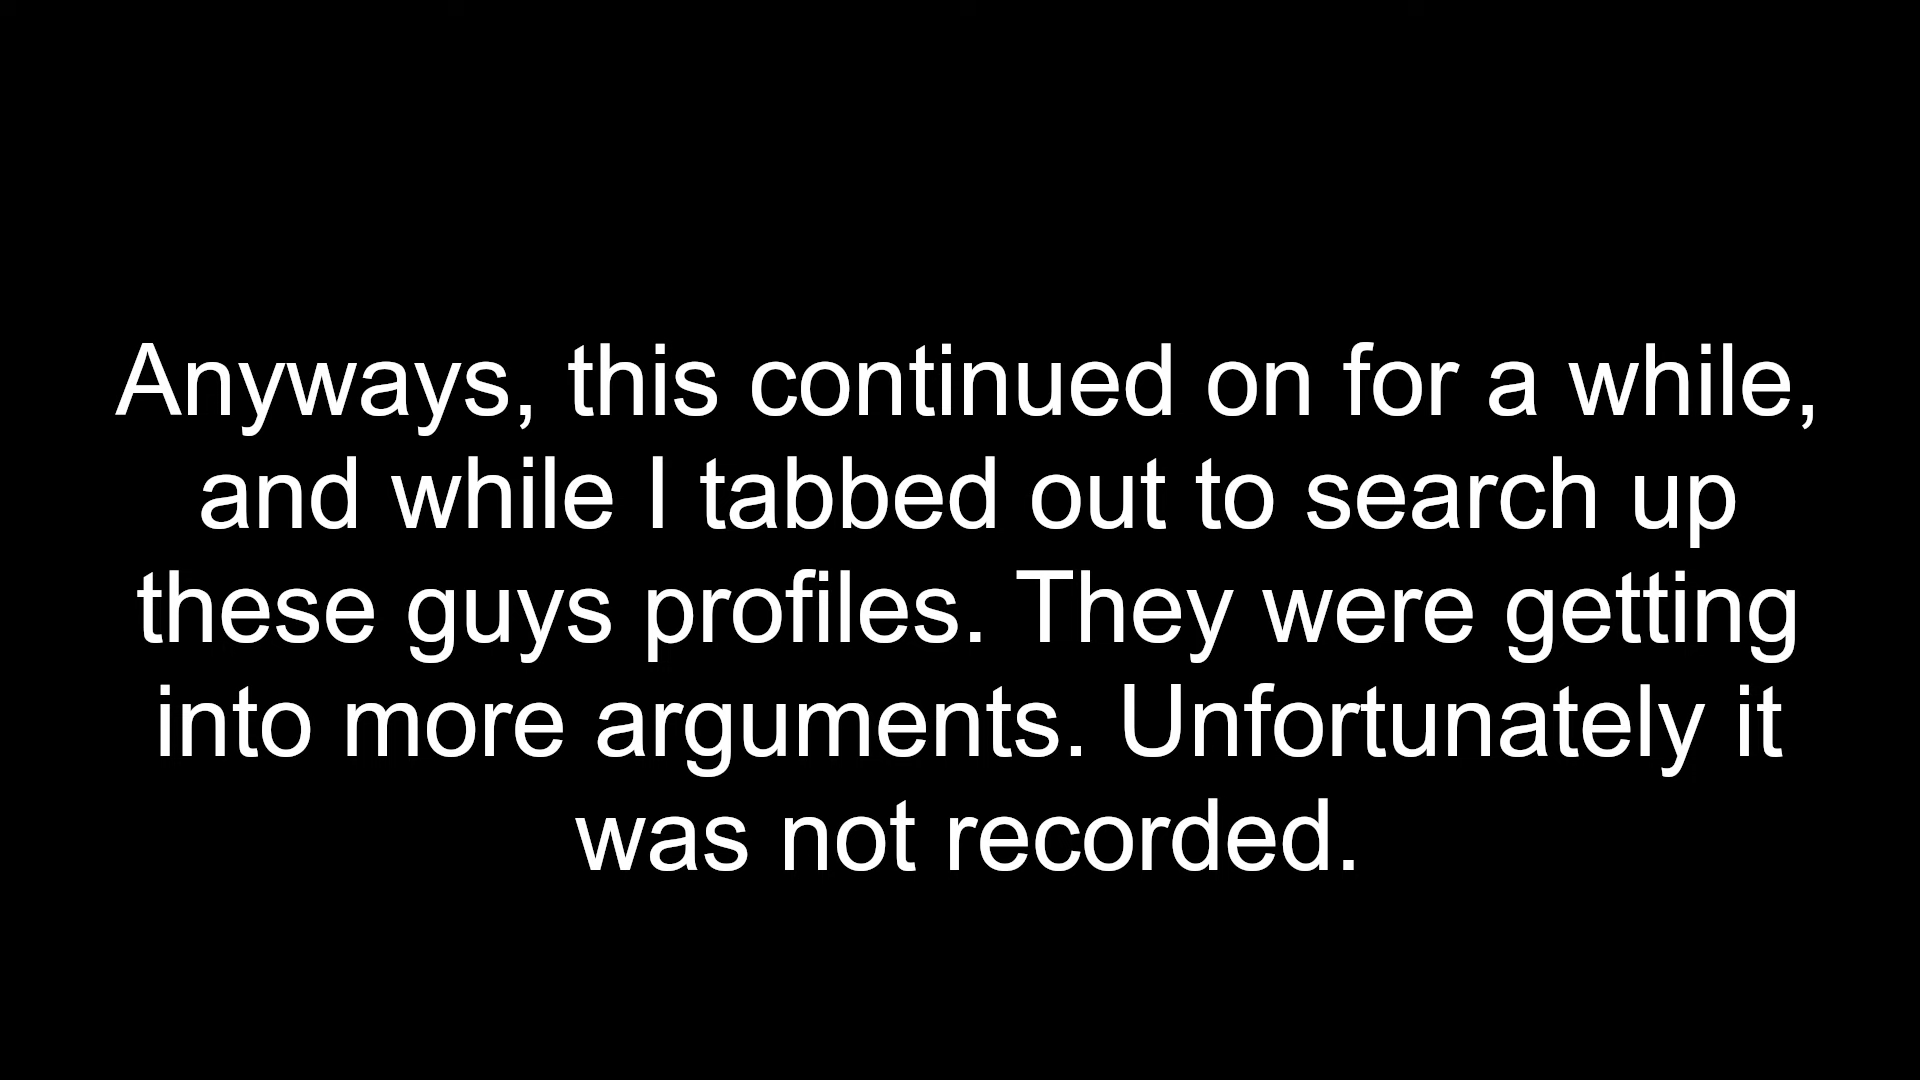 Anyways, this continued on for a while,
and while I tabbed out to search up
these guys profiles. They were getting
into more arguments. Unfortunately it
was not recorded.